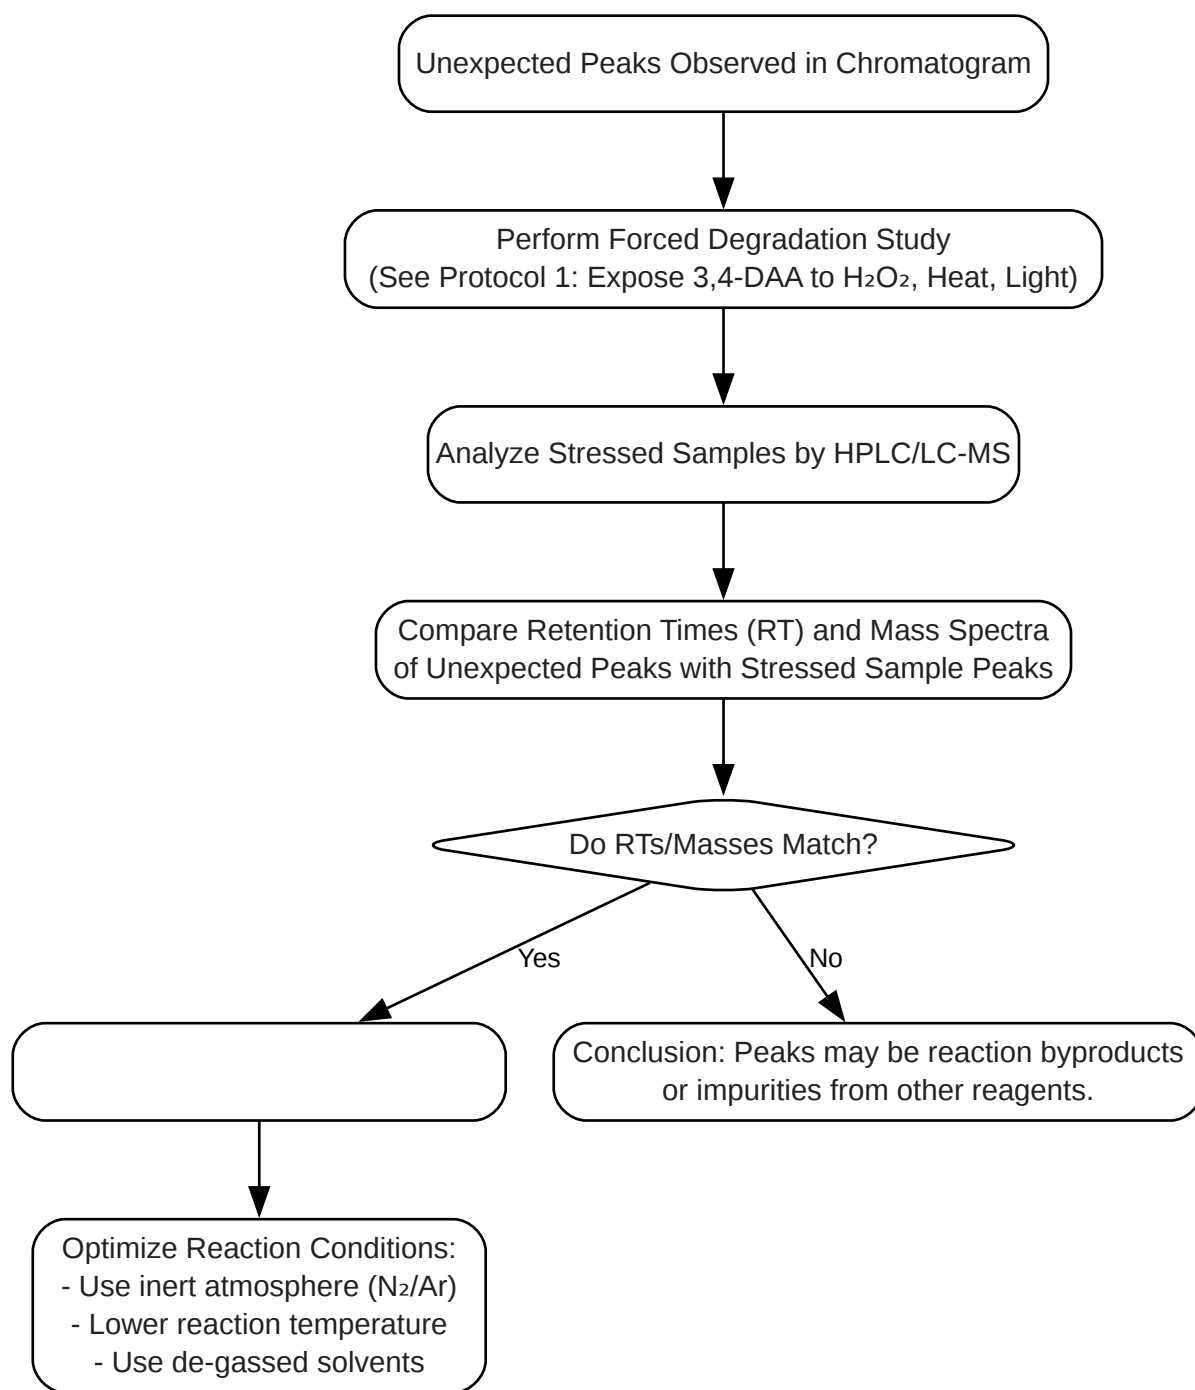 Unexpected Peaks Observed in Chromatogram
Perform Forced Degradation Study
(See Protocol 1: Expose 3,4-DAA to H₂O₂, Heat, Light)
Analyze Stressed Samples by HPLC/LC-MS
Compare Retention Times (RT) and Mass Spectra
of Unexpected Peaks with Stressed Sample Peaks
Do RTs/Masses Match?
Yes
No
Conclusion: Peaks may be reaction byproducts
or impurities from other reagents.
Optimize Reaction Conditions:
- Use inert atmosphere (N₂/Ar)
- Lower reaction temperature
- Use de-gassed solvents